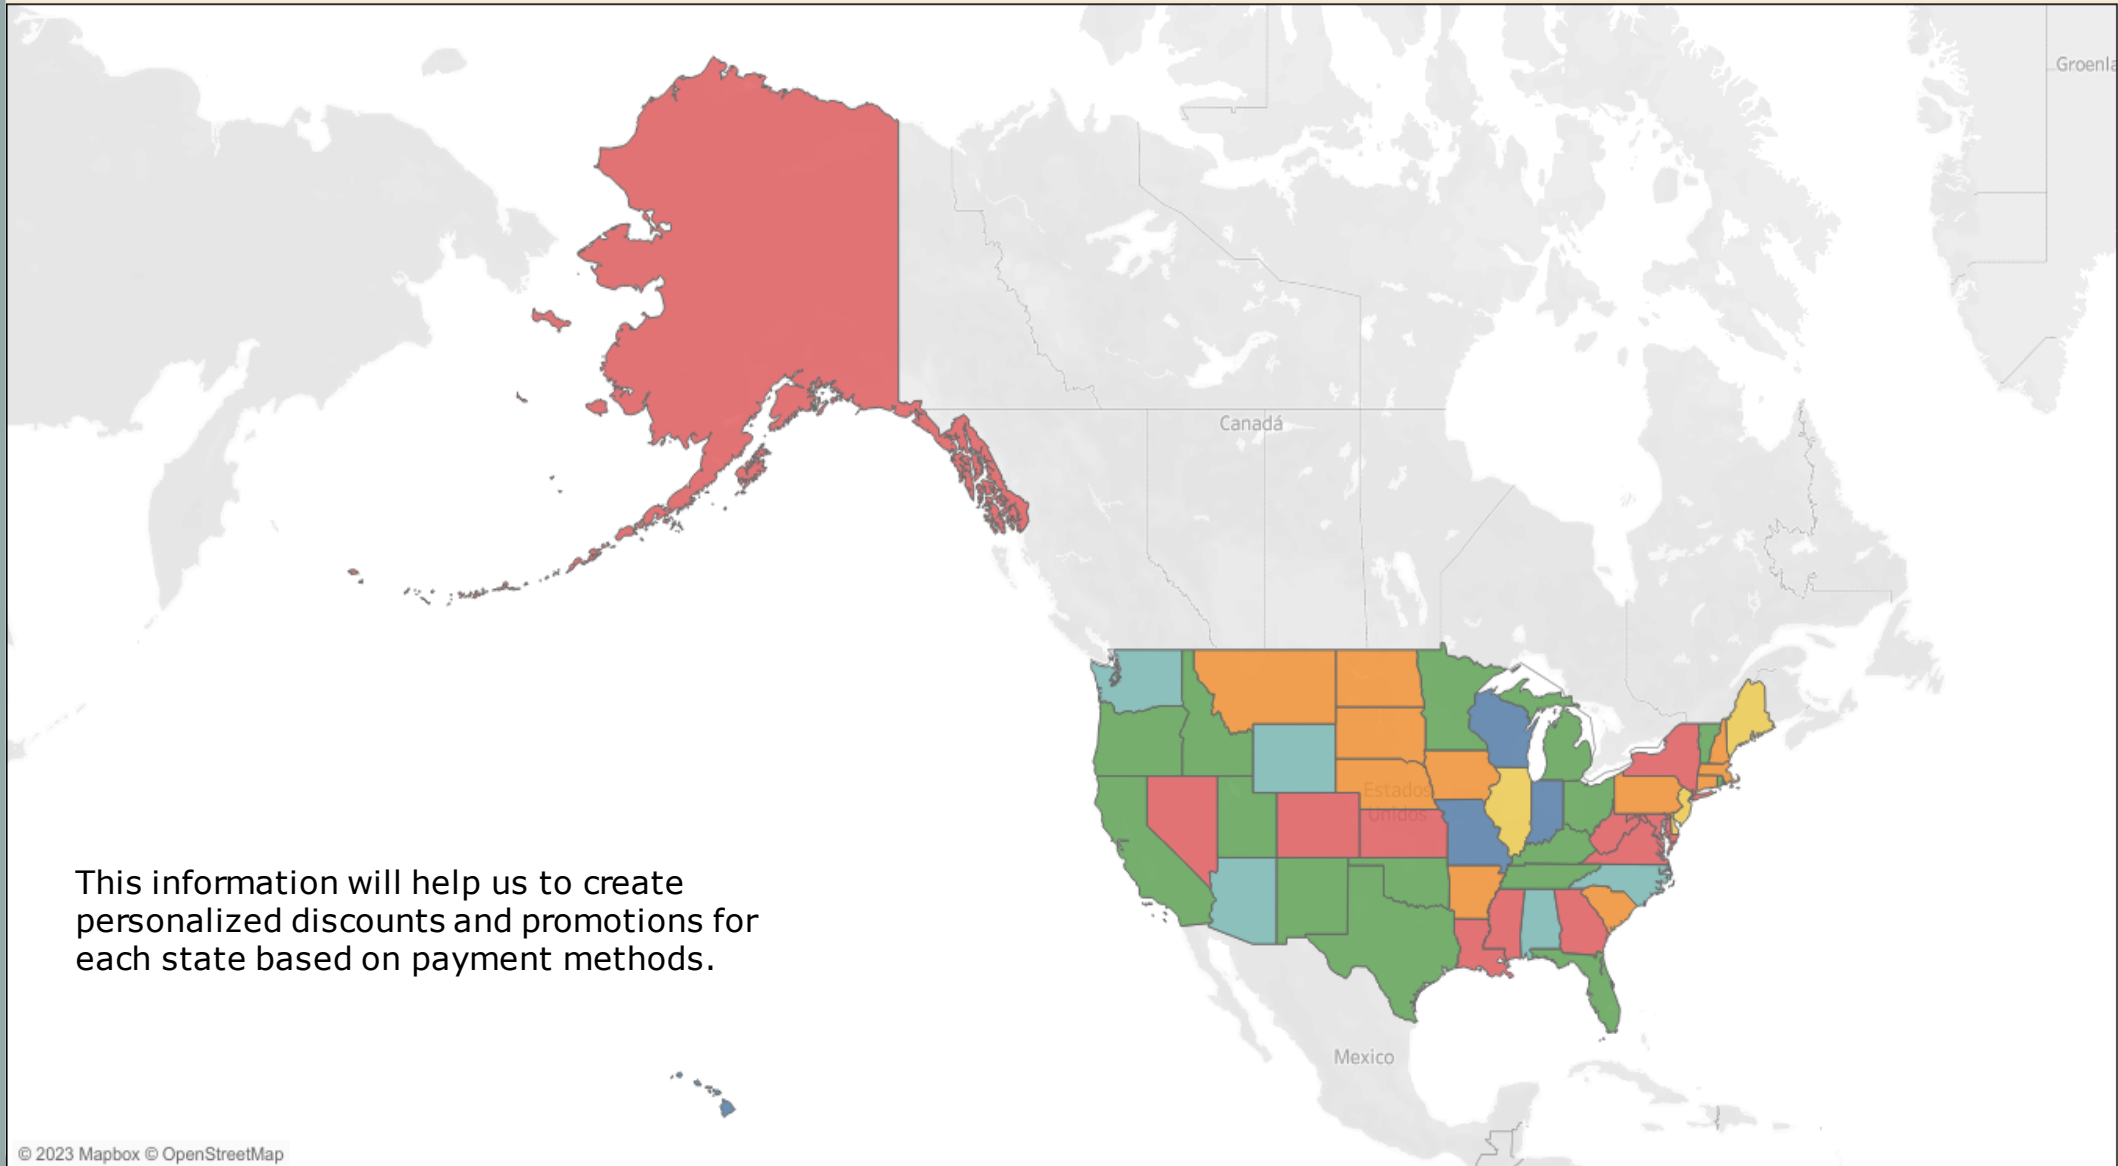 Groenla
Canadá
Estados
Unidos
This information will help us to create
personalized discounts and promotions for
each state based on payment methods.
Mexico
© 2023 Mapbox © OpenStreetMap